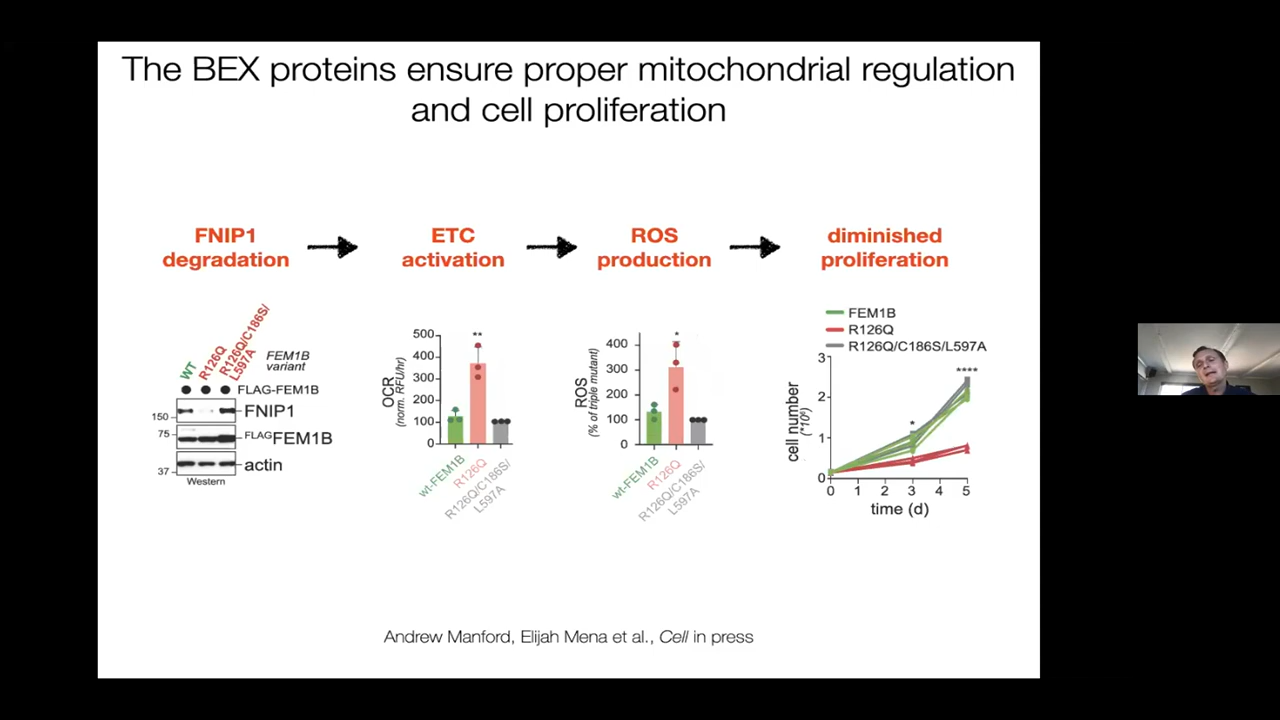 The BEX proteins ensure proper mitochondrial regulation
and cell proliferation
FNIP1
degradation
ETC
activation
ROS
production
diminished
proliferation
WT
R126Q
R126Q/C186S/
L597A
FEM1B
variant
FLAG-FEM1B
150
FNIP1
75
FLAGFEM1B
37
actin
Western
500
400
300
200
100
0
OCR
(norm. RFU/hr)
**
wt-FEM1B
R126Q
R126Q/C186S/
L597A
400
300
200
100
0
ROS
(% of triple mutant)
*
wt-FEM1B
R126Q
R126Q/C186S/
L597A
FEM1B
R126Q
R126Q/C186S/L597A
3
2
1
0
cell number
(*10⁶)
*
****
0 1 2 3 4 5
time (d)
Andrew Manford, Elijah Mena et al., Cell in press